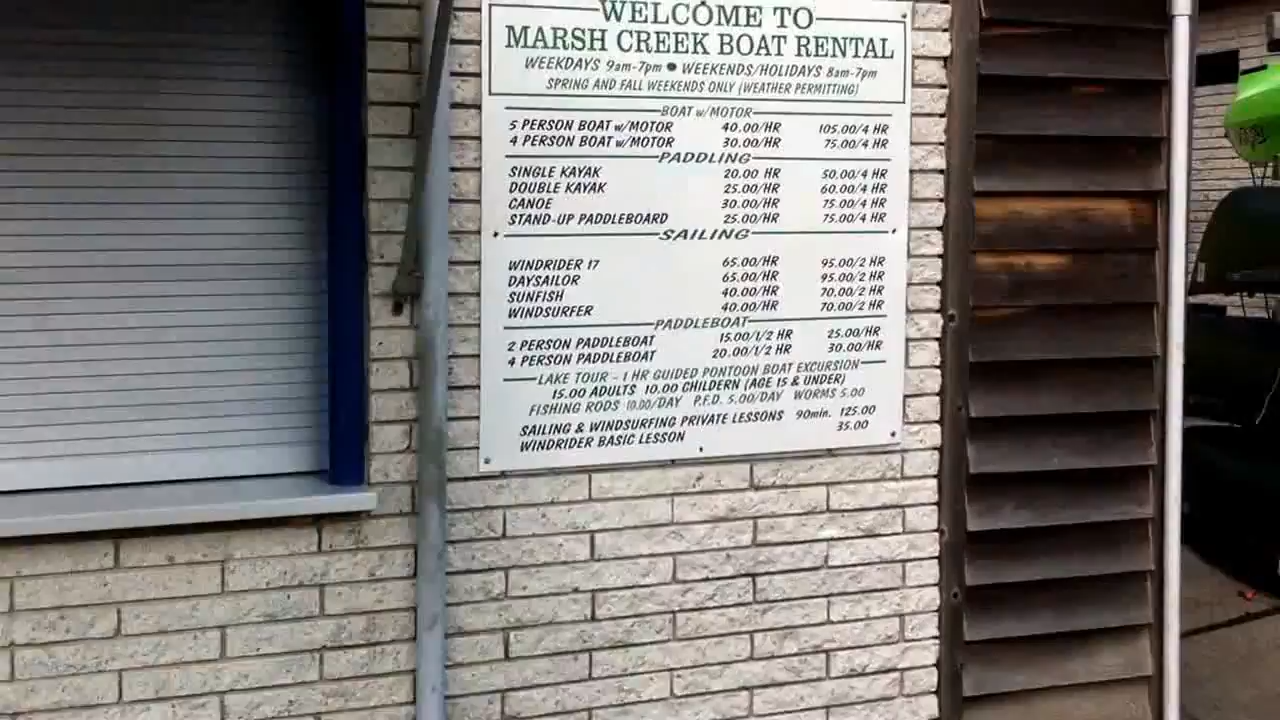 WELCOME TO
MARSH CREEK BOAT RENTAL
WEEKDAYS 9am-7pm ● WEEKENDS/HOLIDAYS 8am-7pm
SPRING AND FALL WEEKENDS ONLY (WEATHER PERMITTING)
BOAT w/MOTOR
5 PERSON BOAT w/MOTOR 40.00/HR 105.00/4 HR
4 PERSON BOAT w/MOTOR 30.00/HR 75.00/4 HR
PADDLING
SINGLE KAYAK 20.00 HR 50.00/4 HR
DOUBLE KAYAK 25.00/HR 60.00/4 HR
CANOE 30.00/HR 75.00/4 HR
STAND-UP PADDLEBOARD 25.00/HR 75.00/4 HR
SAILING
WINDRIDER 17 65.00/HR 95.00/2 HR
DAYSAILOR 65.00/HR 95.00/2 HR
SUNFISH 40.00/HR 70.00/2 HR
WINDSURFER 40.00/HR 70.00/2 HR
PADDLEBOAT
2 PERSON PADDLEBOAT 15.00/1/2 HR 25.00/HR
4 PERSON PADDLEBOAT 20.00/1/2 HR 30.00/HR
LAKE TOUR - 1 HR GUIDED PONTOON BOAT EXCURSION
15.00 ADULTS 10.00 CHILDERN (AGE 15 & UNDER)
FISHING RODS 10.00/DAY P.F.D. 5.00/DAY WORMS 5.00
SAILING & WINDSURFING PRIVATE LESSONS 90min. 125.00
WINDRIDER BASIC LESSON 35.00